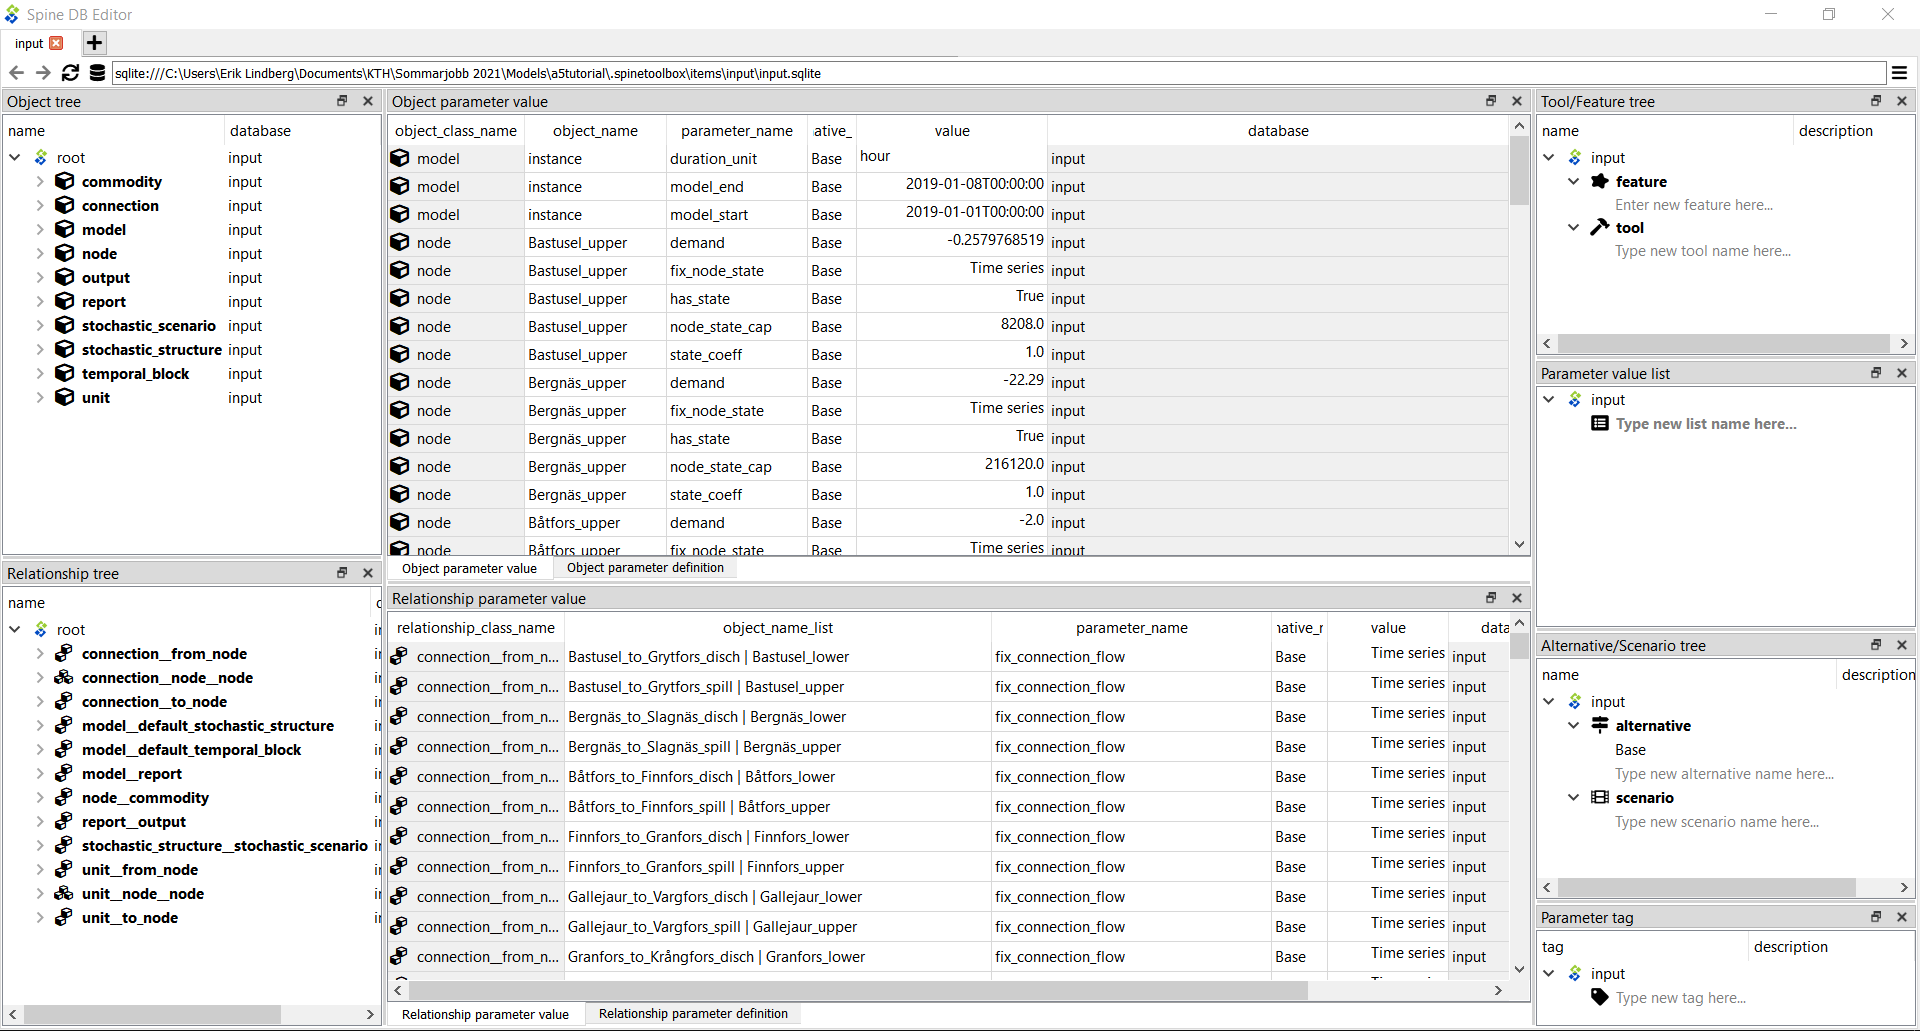 Spine DB Editor
input
sqlite:///C:\Users\Erik Lindberg\Documents\KTH\Sommarjobb 2021\Models\a5tutorial\.spinetoolbox\items\input\input.sqlite
Object tree
name database
root input
commodity input
connection input
model input
node input
output input
report input
stochastic_scenario input
stochastic_structure input
temporal_block input
unit input
Relationship tree
name
root
connection__from_node
connection__node__node
connection__to_node
model__default_stochastic_structure
model__default_temporal_block
model__report
node__commodity
report__output
stochastic_structure__stochastic_scenario
unit__from_node
unit__node__node
unit__to_node
Object parameter value
object_class_name object_name parameter_name ative_ value database
model instance duration_unit Base hour input
model instance model_end Base 2019-01-08T00:00:00 input
model instance model_start Base 2019-01-01T00:00:00 input
node Bastusel_upper demand Base -0.2579768519 input
node Bastusel_upper fix_node_state Base Time series input
node Bastusel_upper has_state Base True input
node Bastusel_upper node_state_cap Base 8208.0 input
node Bastusel_upper state_coeff Base 1.0 input
node Bergnäs_upper demand Base -22.29 input
node Bergnäs_upper fix_node_state Base Time series input
node Bergnäs_upper has_state Base True input
node Bergnäs_upper node_state_cap Base 216120.0 input
node Bergnäs_upper state_coeff Base 1.0 input
node Båtfors_upper demand Base -2.0 input
node Båtfors_upper fix_node_state Base Time series input
Object parameter value Object parameter definition
Relationship parameter value
relationship_class_name object_name_list parameter_name native_r value data
connection__from_n... Bastusel_to_Grytfors_disch | Bastusel_lower fix_connection_flow Base Time series input
connection__from_n... Bastusel_to_Grytfors_spill | Bastusel_upper fix_connection_flow Base Time series input
connection__from_n... Bergnäs_to_Slagnäs_disch | Bergnäs_lower fix_connection_flow Base Time series input
connection__from_n... Bergnäs_to_Slagnäs_spill | Bergnäs_upper fix_connection_flow Base Time series input
connection__from_n... Båtfors_to_Finnfors_disch | Båtfors_lower fix_connection_flow Base Time series input
connection__from_n... Båtfors_to_Finnfors_spill | Båtfors_upper fix_connection_flow Base Time series input
connection__from_n... Finnfors_to_Granfors_disch | Finnfors_lower fix_connection_flow Base Time series input
connection__from_n... Finnfors_to_Granfors_spill | Finnfors_upper fix_connection_flow Base Time series input
connection__from_n... Gallejaur_to_Vargfors_disch | Gallejaur_lower fix_connection_flow Base Time series input
connection__from_n... Gallejaur_to_Vargfors_spill | Gallejaur_upper fix_connection_flow Base Time series input
connection__from_n... Granfors_to_Krångfors_disch | Granfors_lower fix_connection_flow Base Time series input
Relationship parameter value Relationship parameter definition
Tool/Feature tree
name description
input
feature
Enter new feature here...
tool
Type new tool name here...
Parameter value list
input
Type new list name here...
Alternative/Scenario tree
name description
input
alternative
Base
Type new alternative name here...
scenario
Type new scenario name here...
Parameter tag
tag description
input
Type new tag here...